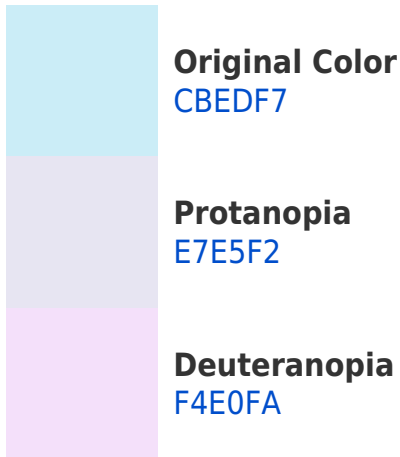 Original Color
CBEDF7
Protanopia
E7E5F2
Deuteranopia
F4E0FA